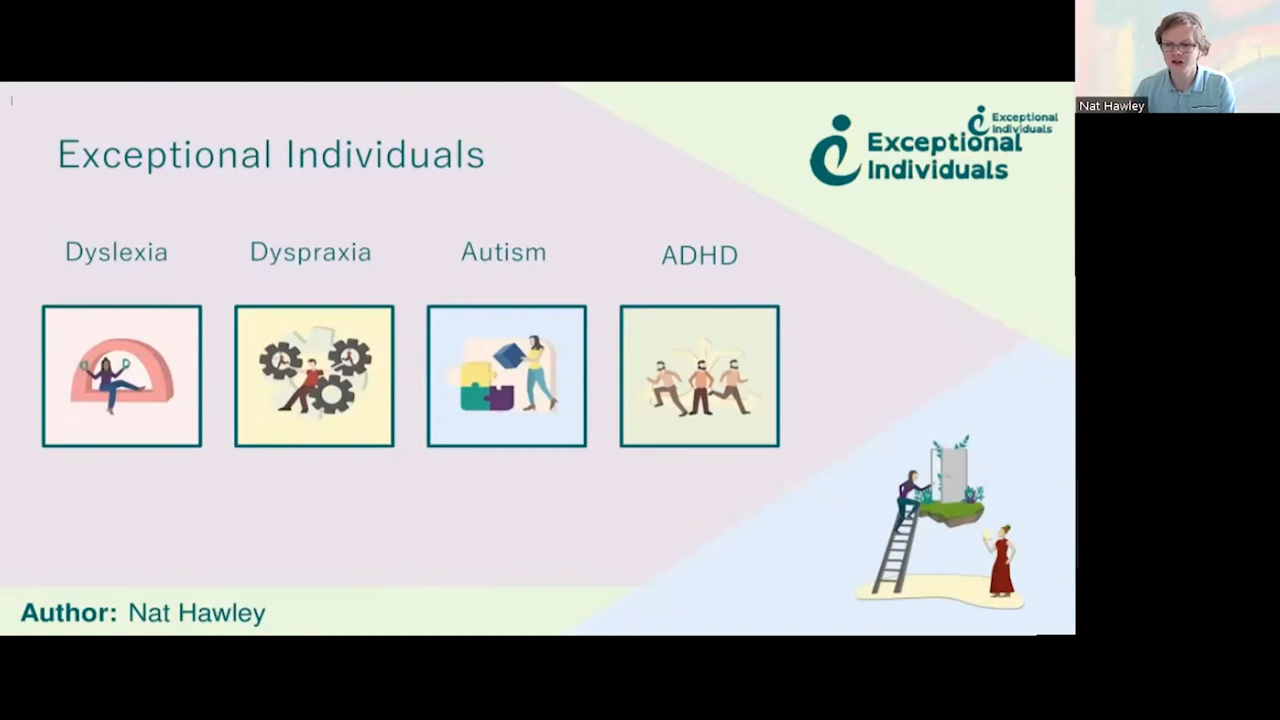 Exceptional Individuals
Exceptional
Individuals
Exceptional
Individuals
Dyslexia
Dyspraxia
Autism
ADHD
Author: Nat Hawley
Nat Hawley